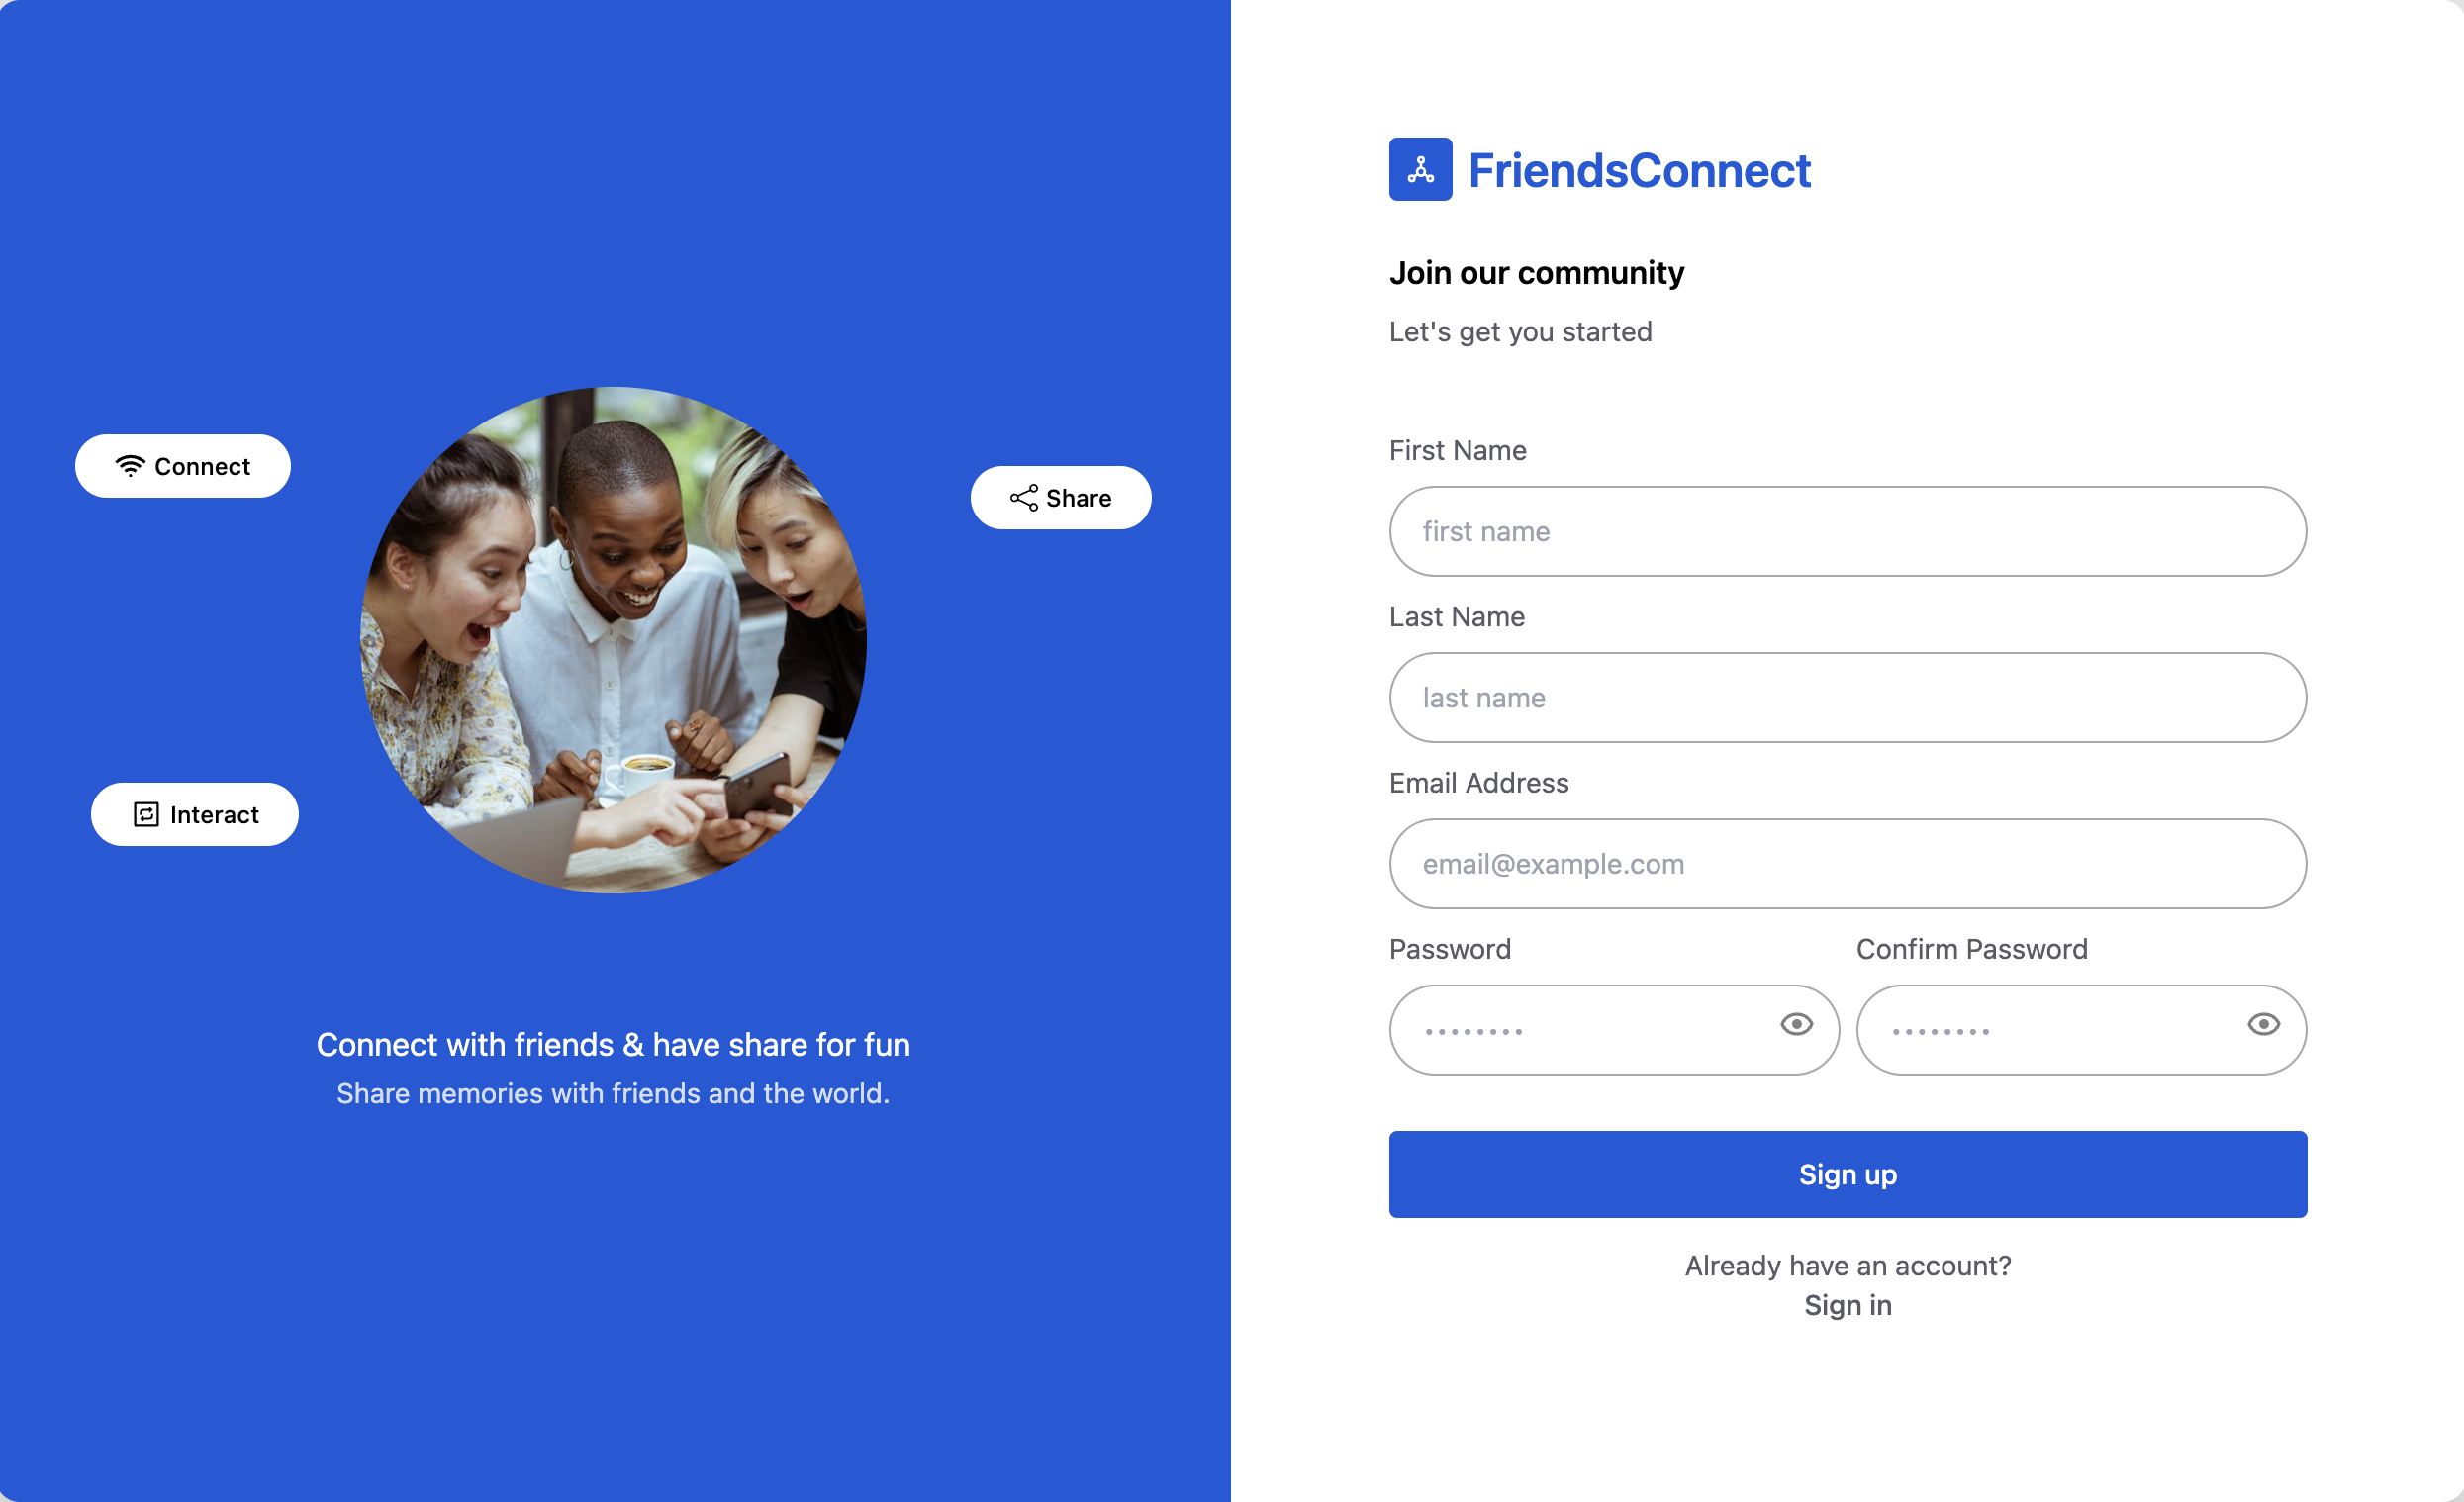 Connect
Share
Interact
Connect with friends & have share for fun
Share memories with friends and the world.
FriendsConnect
Join our community
Let's get you started
First Name
first name
Last Name
last name
Email Address
email@example.com
Password
Confirm Password
Sign up
Already have an account?
Sign in